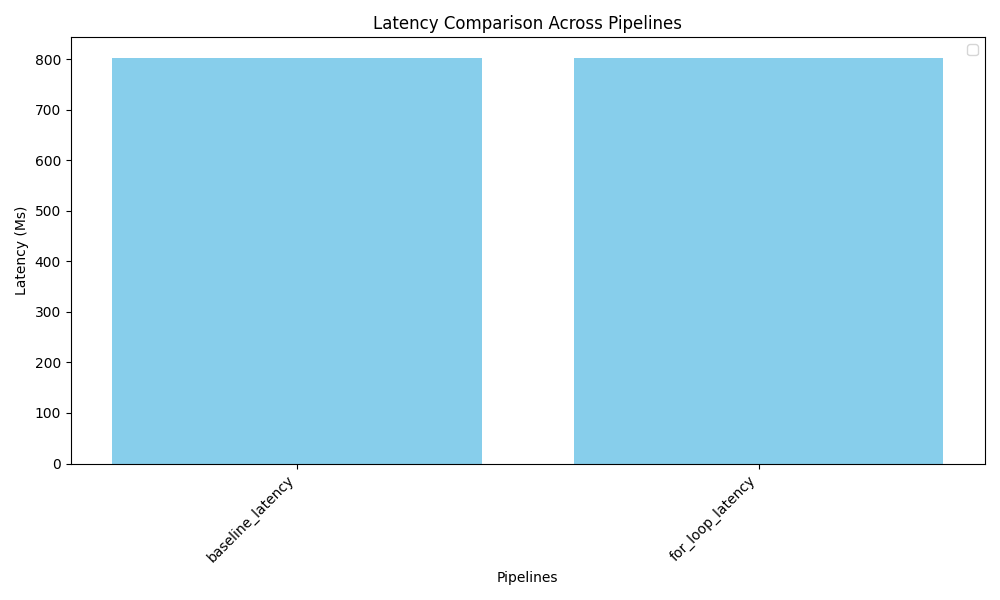 Latency Comparison Across Pipelines
Latency (Ms)
800
700
600
500
400
300
200
100
0
baseline_latency
for_loop_latency
Pipelines